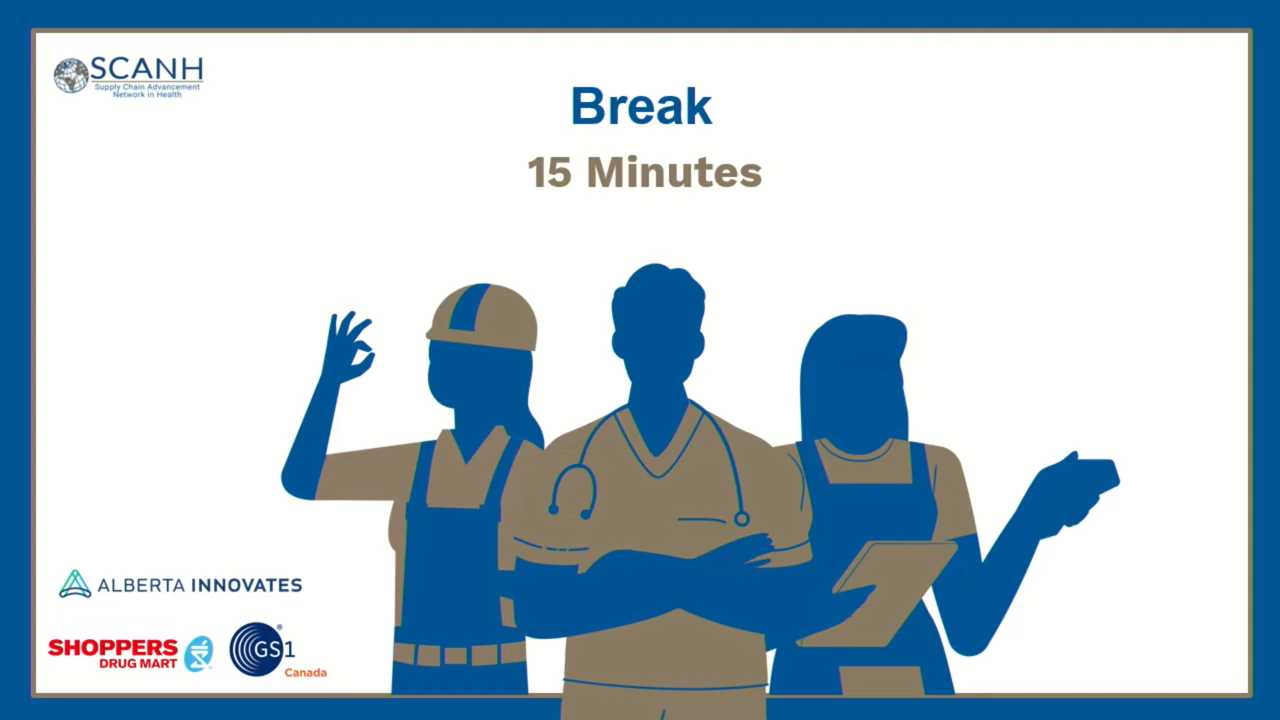 SCANH
Supply Chain Advancement
Network in Health
Break
15 Minutes
ALBERTA INNOVATES
SHOPPERS
DRUG MART
GS1
®
Canada